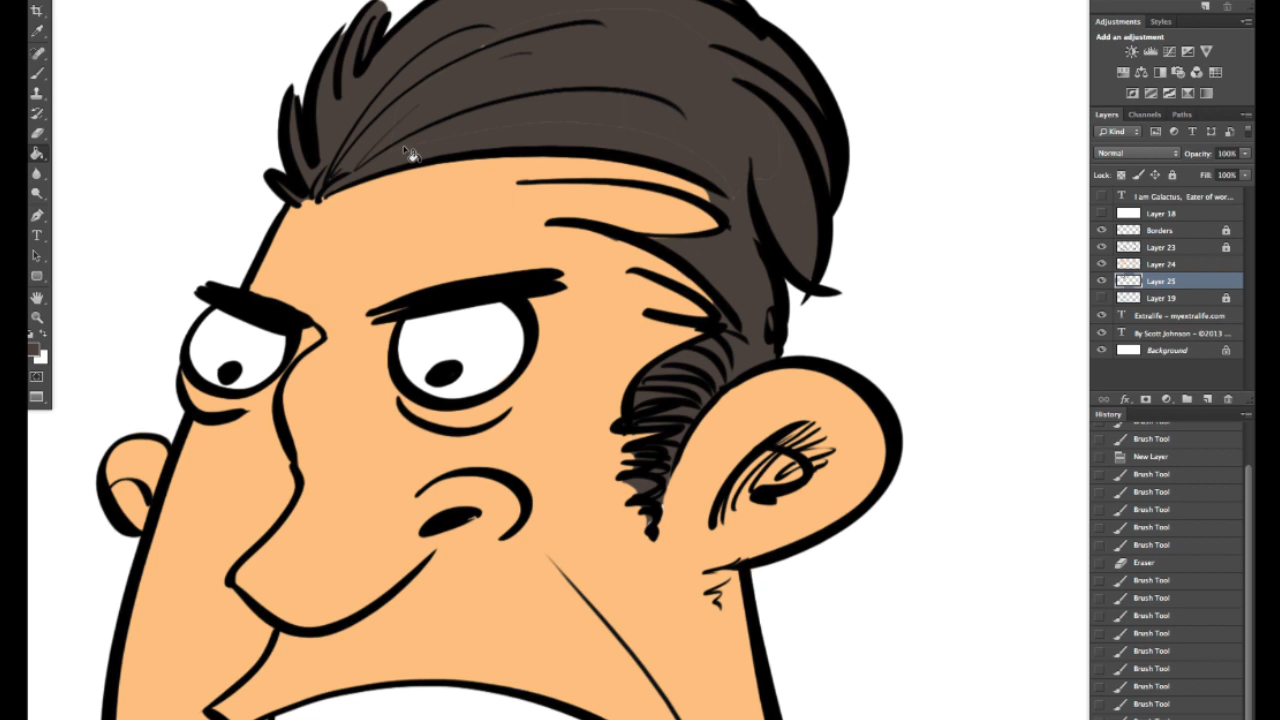 Adjustments Styles
Add an adjustment
Layers Channels Paths
Kind
Normal Opacity: 100%
Lock: Fill: 100%
T I am Galactus, Eater of wor...
Layer 18
Borders
Layer 23
Layer 24
Layer 25
Layer 19
T Extralife - myextralife.com
T By Scott Johnson - ©2013 ...
Background
fx
History
Brush Tool
Brush Tool
New Layer
Brush Tool
Brush Tool
Brush Tool
Brush Tool
Brush Tool
Eraser
Brush Tool
Brush Tool
Brush Tool
Brush Tool
Brush Tool
Brush Tool
Brush Tool
Brush Tool